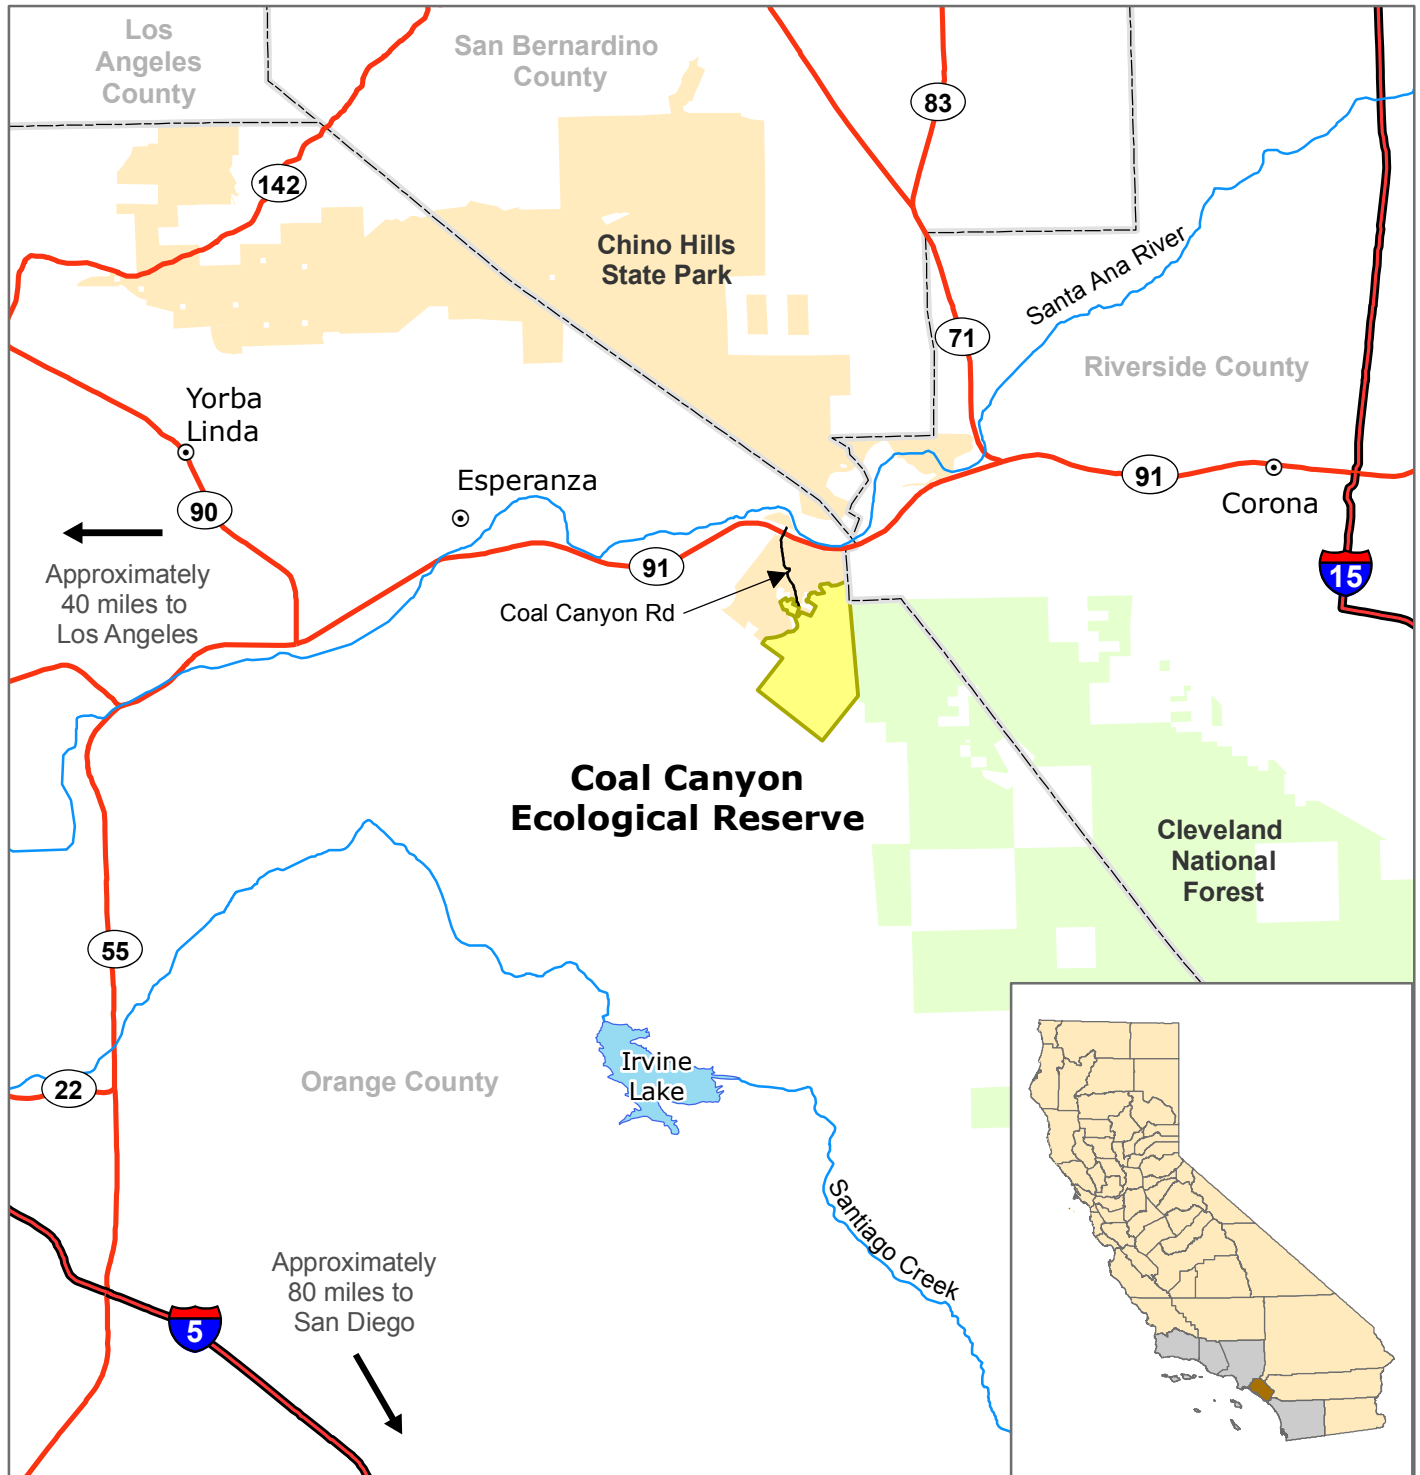 Los
Angeles
County
San Bernardino
County
83
142
Chino Hills
State Park
Santa Ana River
71
Riverside County
Yorba
Linda
Esperanza
91
Corona
90
Approximately
40 miles to
Los Angeles
91
15
Coal Canyon Rd
Coal Canyon
Ecological Reserve
Cleveland
National
Forest
55
Irvine
Lake
22
Orange County
Santiago Creek
Approximately
80 miles to
San Diego
5